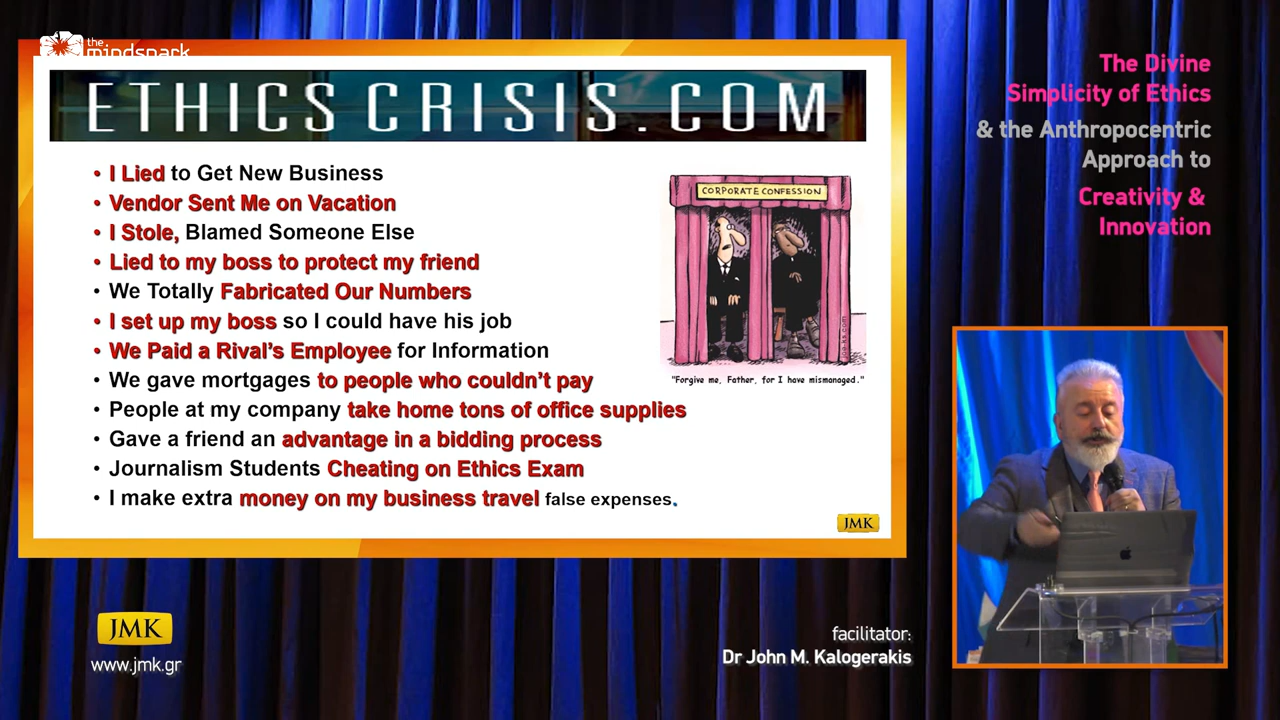 the
mindspark
ETHICSCRISIS.COM
• I Lied to Get New Business
• Vendor Sent Me on Vacation
• I Stole, Blamed Someone Else
• Lied to my boss to protect my friend
• We Totally Fabricated Our Numbers
• I set up my boss so I could have his job
• We Paid a Rival's Employee for Information
• We gave mortgages to people who couldn't pay
• People at my company take home tons of office supplies
• Gave a friend an advantage in a bidding process
• Journalism Students Cheating on Ethics Exam
• I make extra money on my business travel false expenses.
CORPORATE CONFESSION
"Forgive me, Father, for I have mismanaged."
JMK
The Divine
Simplicity of Ethics
& the Anthropocentric
Approach to
Creativity &
Innovation
JMK
www.jmk.gr
facilitator:
Dr John M. Kalogerakis